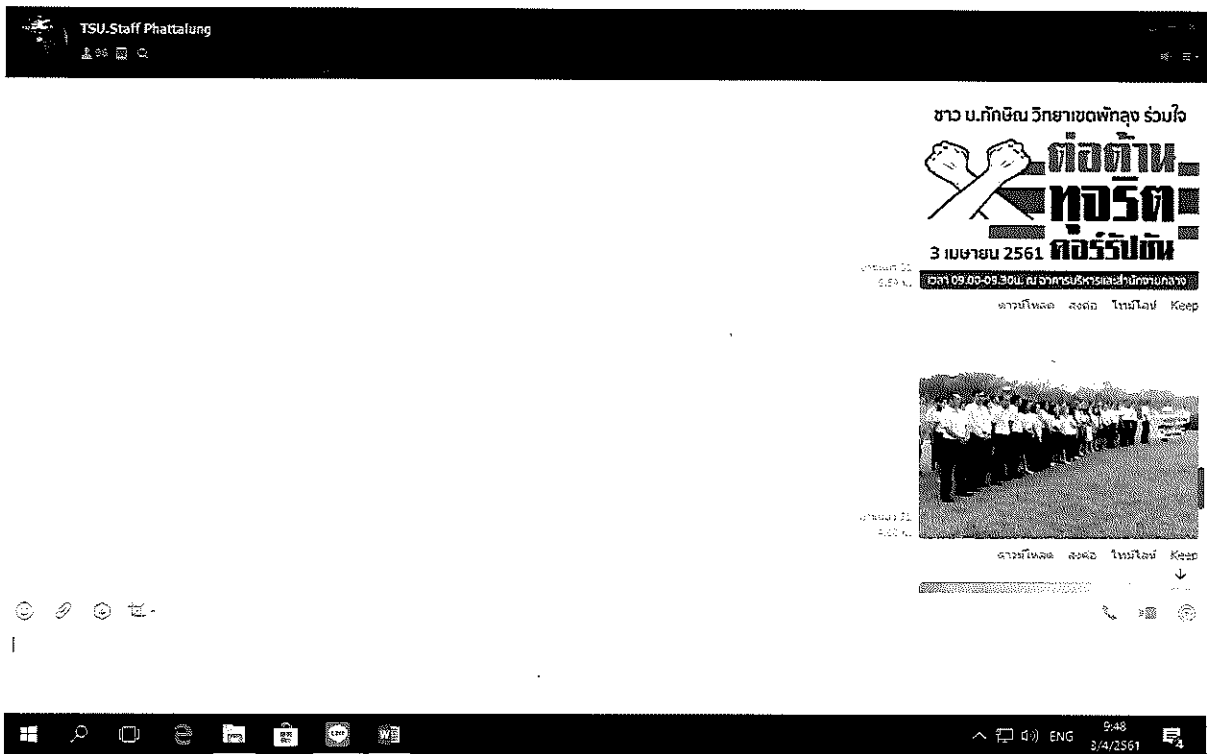 TSU.Staff Phattalung
96
ชาว ม.ทักษิณ วิทยาเขตพัทลุง ร่วมใจ
ต่อต้าน
ทุจริต
คอร์รัปชัน
3 เมษายน 2561
เวลา 09.00-09.30น. ณ อาคารบริหารและสำนักงานกลาง
ดาวน์โหลด ส่งต่อ ไทม์ไลน์ Keep
ดาวน์โหลด ส่งต่อ ไทม์ไลน์ Keep
ENG
9:48
3/4/2561